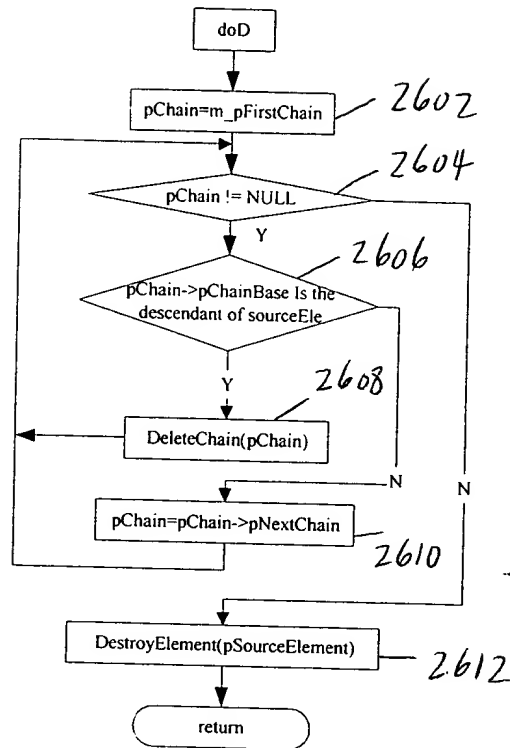 doD
pChain=m_pFirstChain
2602
pChain != NULL
2604
Y
pChain->pChainBase Is the
descendant of sourceEle
2606
Y
DeleteChain(pChain)
2608
N
N
pChain=pChain->pNextChain
2610
DestroyElement(pSourceElement)
2612
return